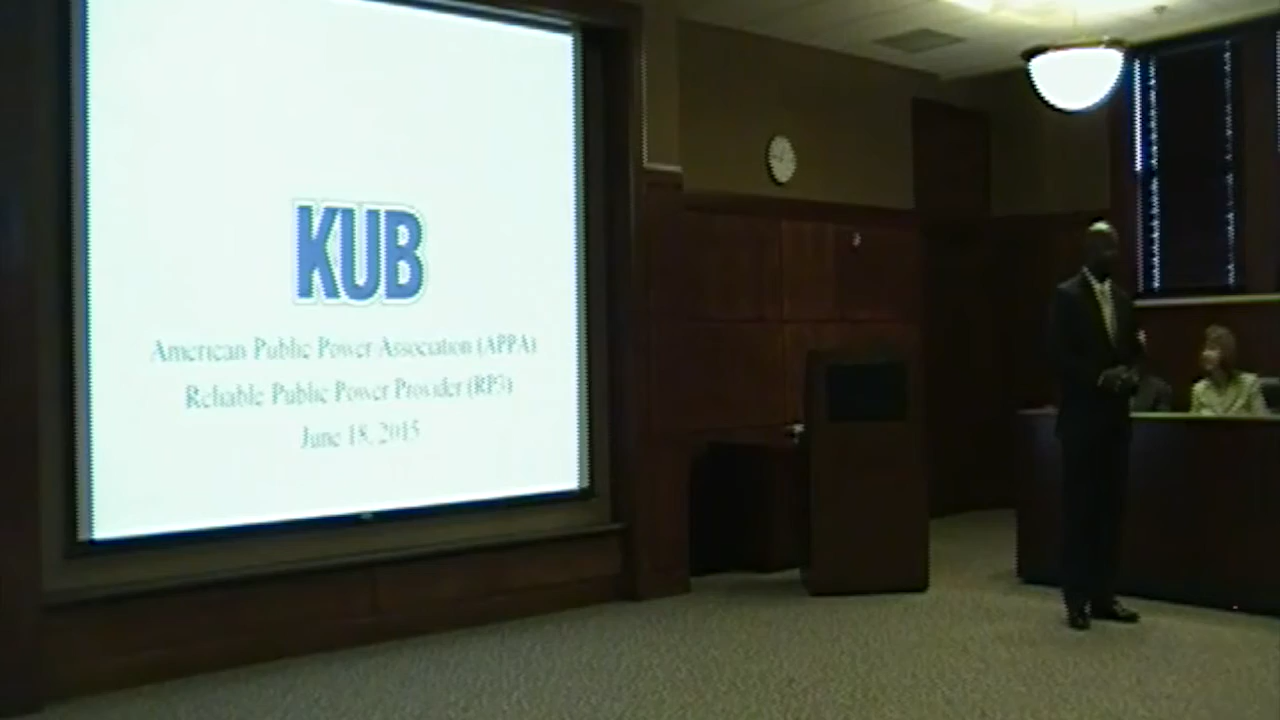 KUB
American Public Power Association (APPA)
Reliable Public Power Provider (RP3)
June 18, 2015